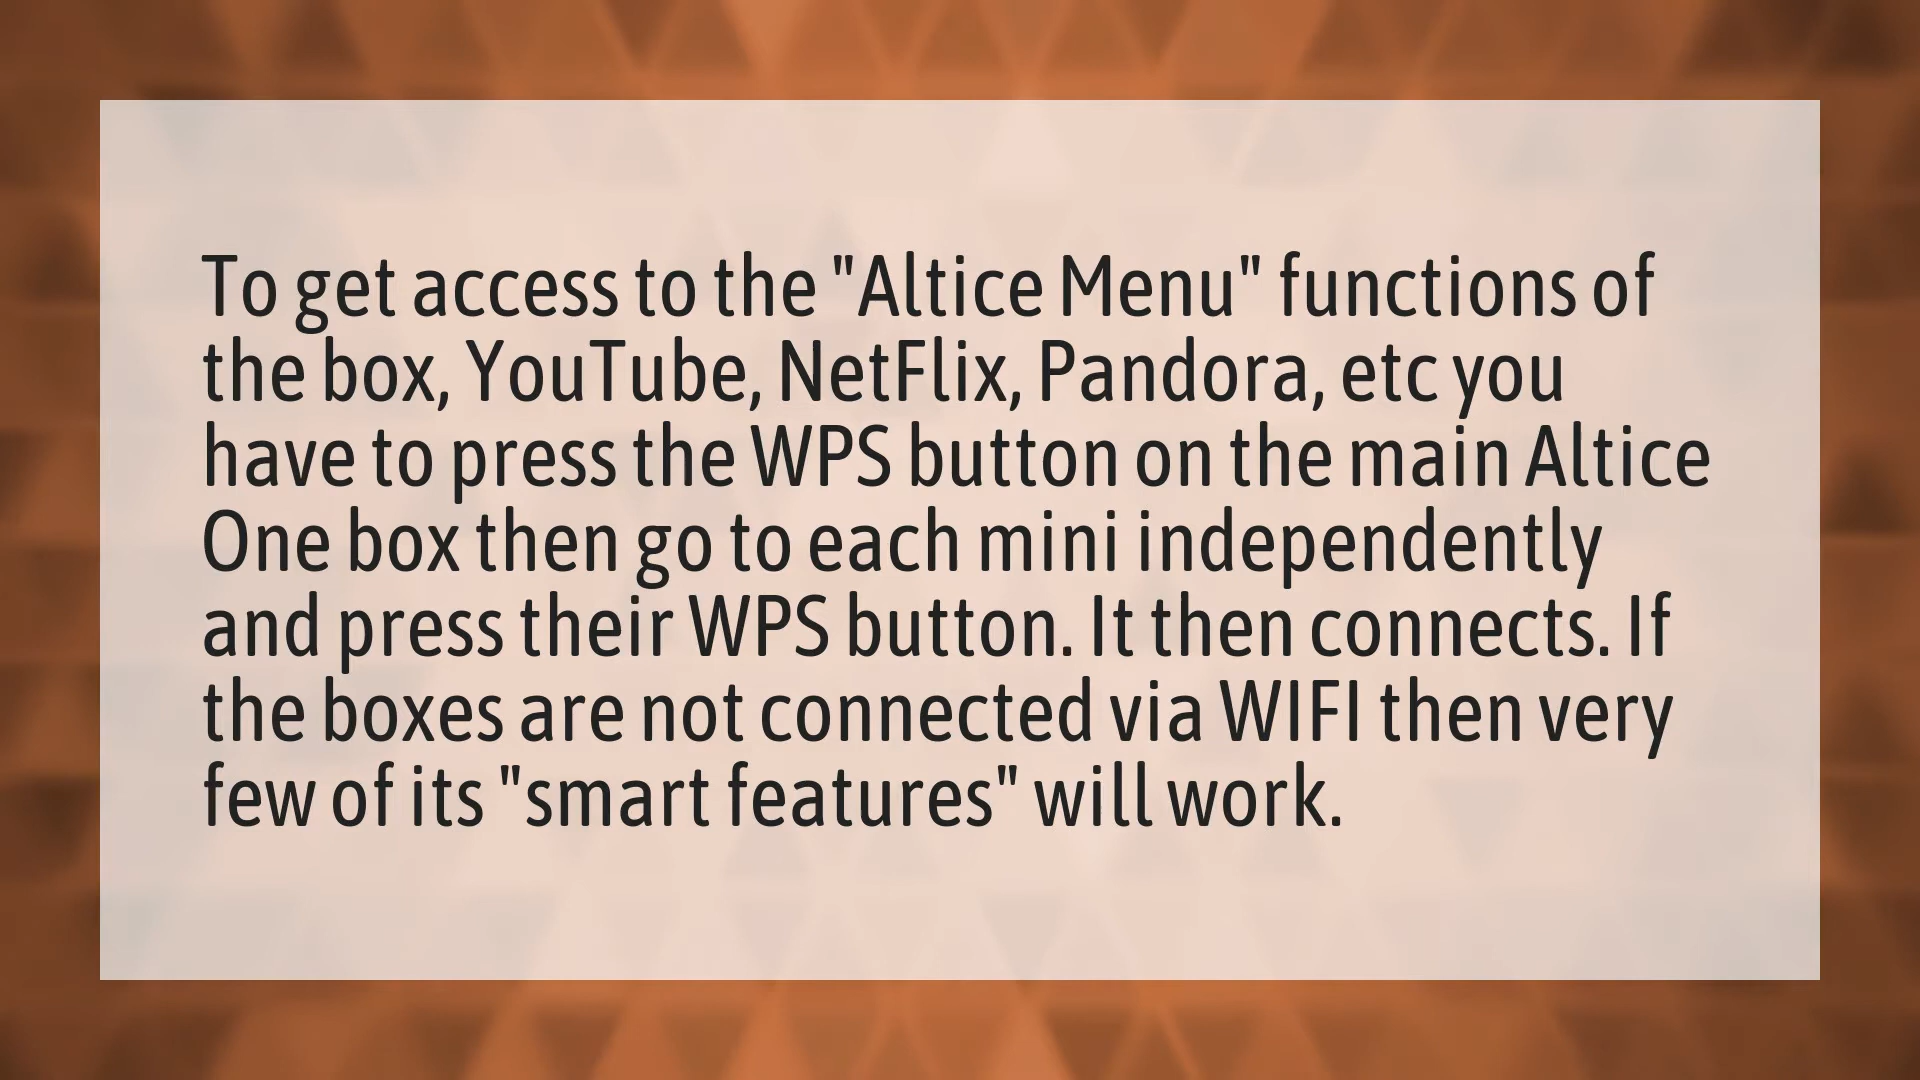 To get access to the "Altice Menu" functions of
the box, YouTube, NetFlix, Pandora, etc you
have to press the WPS button on the main Altice
One box then go to each mini independently
and press their WPS button. It then connects. If
the boxes are not connected via WIFI then very
few of its "smart features" will work.